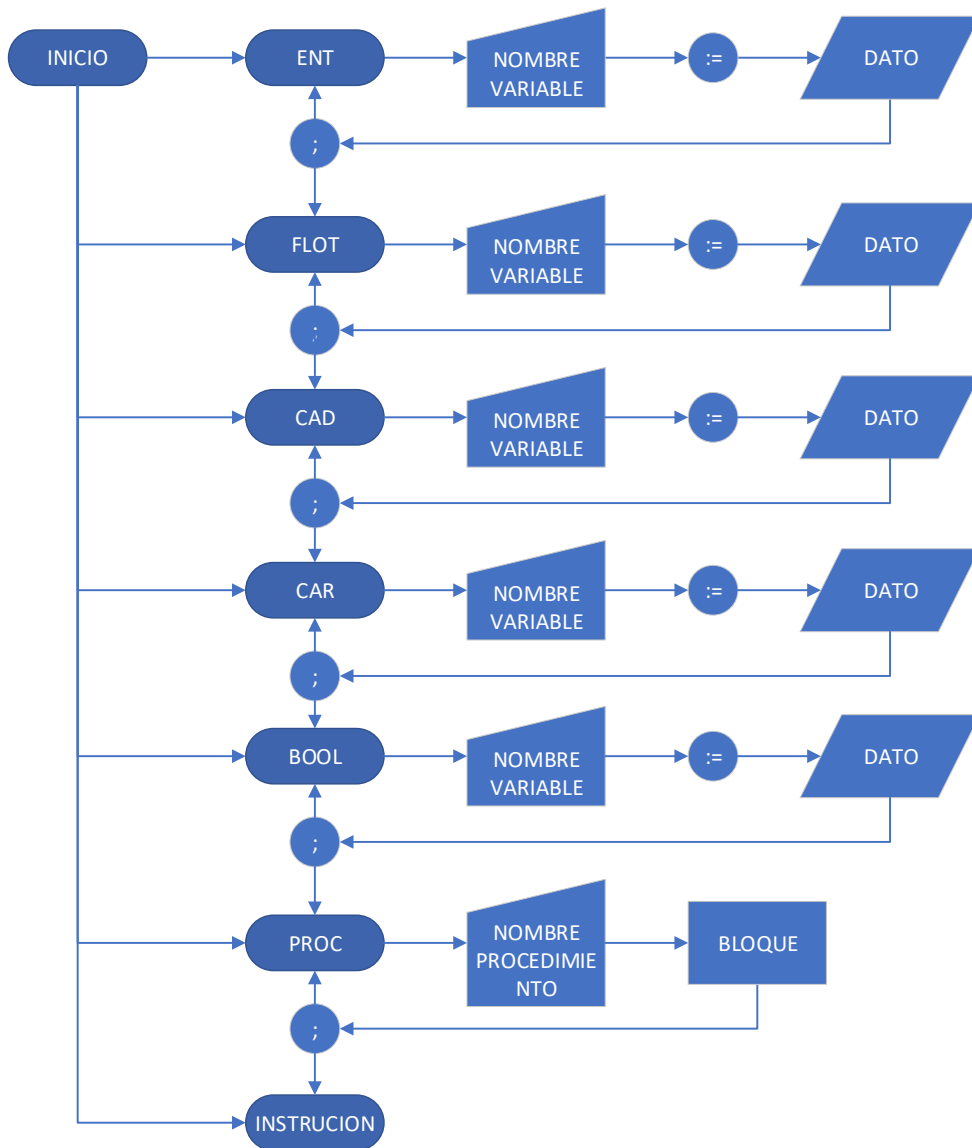 INICIO
ENT
NOMBRE
VARIABLE
:=
DATO
;
FLOT
NOMBRE
VARIABLE
:=
DATO
;
CAD
NOMBRE
VARIABLE
:=
DATO
;
CAR
NOMBRE
VARIABLE
:=
DATO
;
BOOL
NOMBRE
VARIABLE
:=
DATO
;
PROC
NOMBRE
PROCEDIMIE
NTO
BLOQUE
;
INSTRUCION